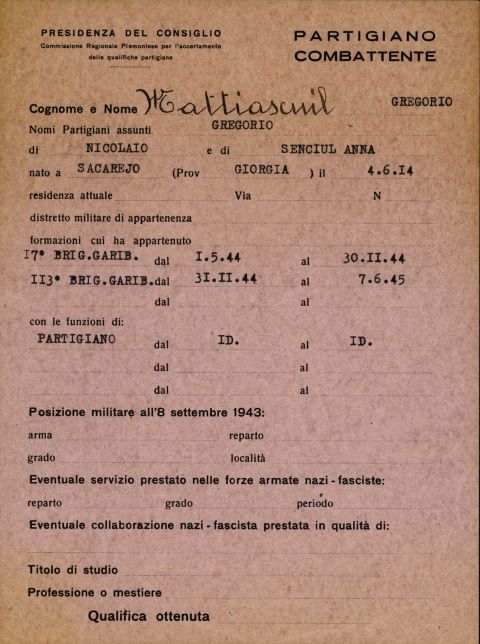 PRESIDENZA DEL CONSIGLIO
Commissione Regionale Piemontese per l'accertamento
delle qualifiche partigiane
PARTIGIANO
COMBATTENTE
Cognome e Nome Mattiasciuil GREGORIO
Nomi Partigiani assunti GREGORIO
di NICOLAIO e di SENCIUL ANNA
nato a SACAREJO (Prov GIORGIA ) il 4.6.14
residenza attuale Via N
distretto militare di appartenenza
formazioni cui ha appartenuto
I7° BRIG.GARIB. dal I.5.44 al 30.II.44
II3° BRIG.GARIB. dal 3I.II.44 al 7.6.45
dal al
con le funzioni di:
PARTIGIANO dal ID. al ID.
dal al
dal al
Posizione militare all'8 settembre 1943:
arma reparto
grado località
Eventuale servizio prestato nelle forze armate nazi-fasciste:
reparto grado periodo
Eventuale collaborazione nazi-fascista prestata in qualità di:
Titolo di studio
Professione o mestiere
Qualifica ottenuta